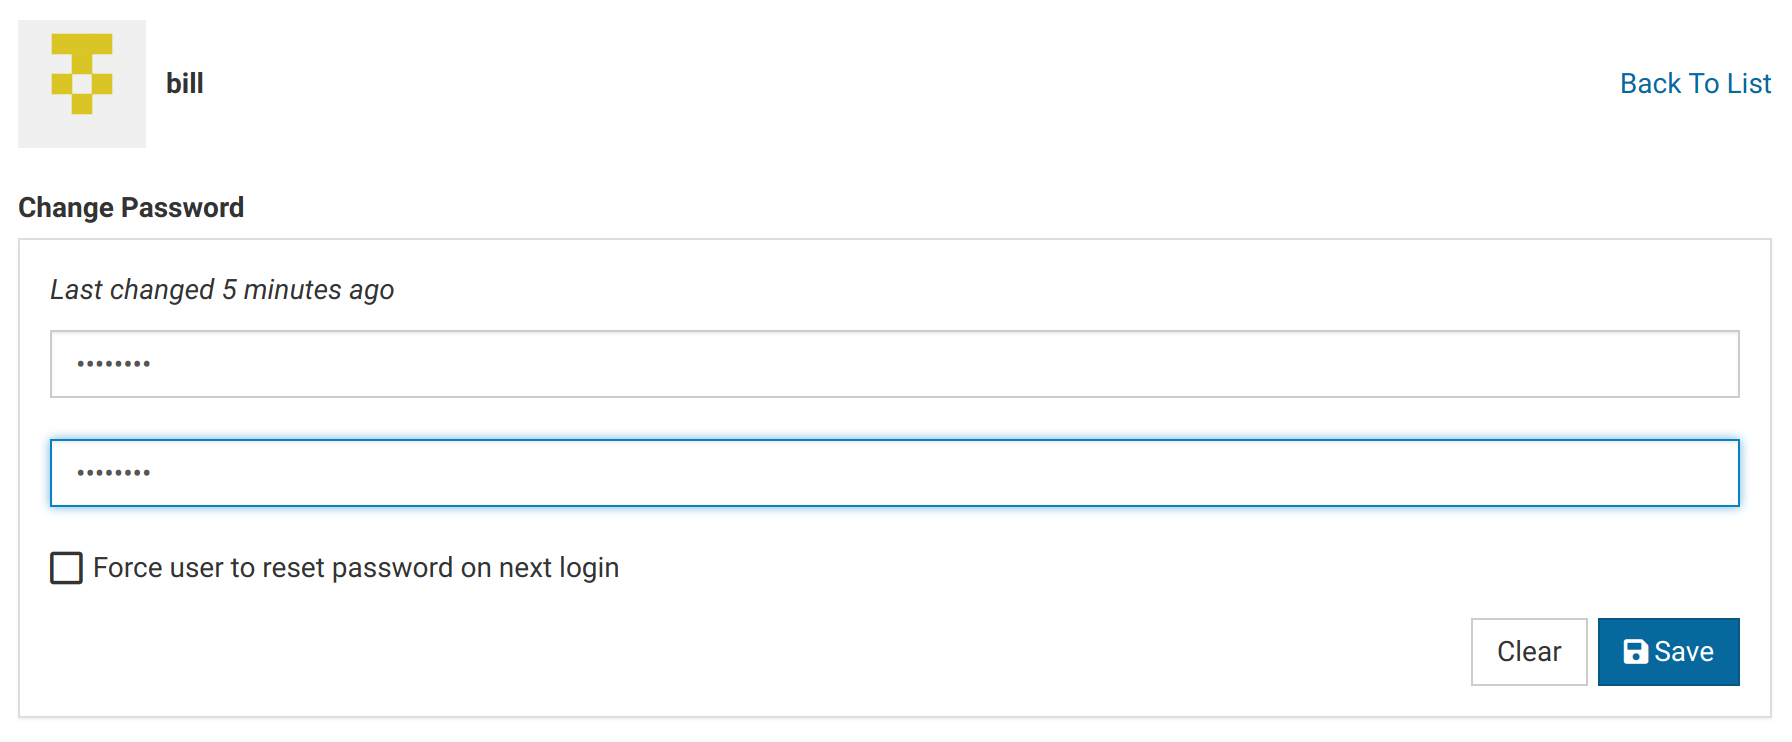 bill
Back To List
Change Password
Last changed 5 minutes ago
••••••••
••••••••
Force user to reset password on next login
Clear
Save